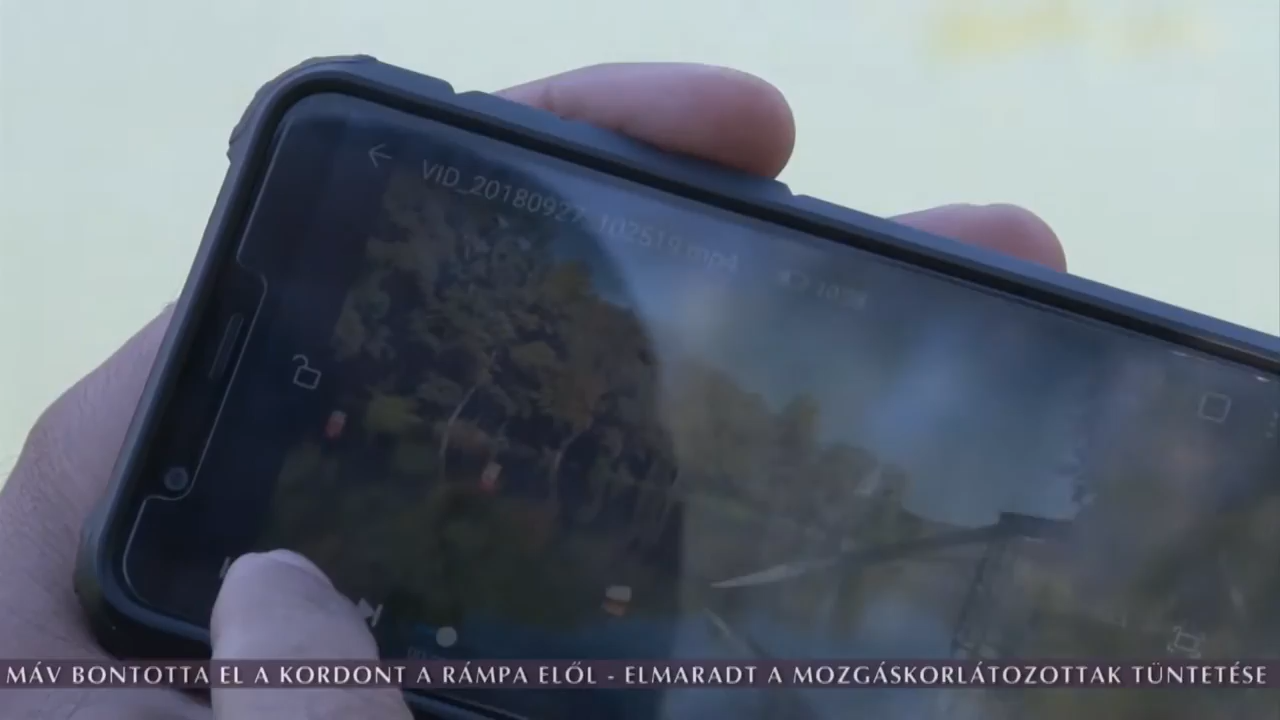 VID_20180927_102519.mp4
MÁV BONTOTTA EL A KORDONT A RÁMPA ELŐL - ELMARADT A MOZGÁSKORLÁTOZOTTAK TÜNTETÉSE